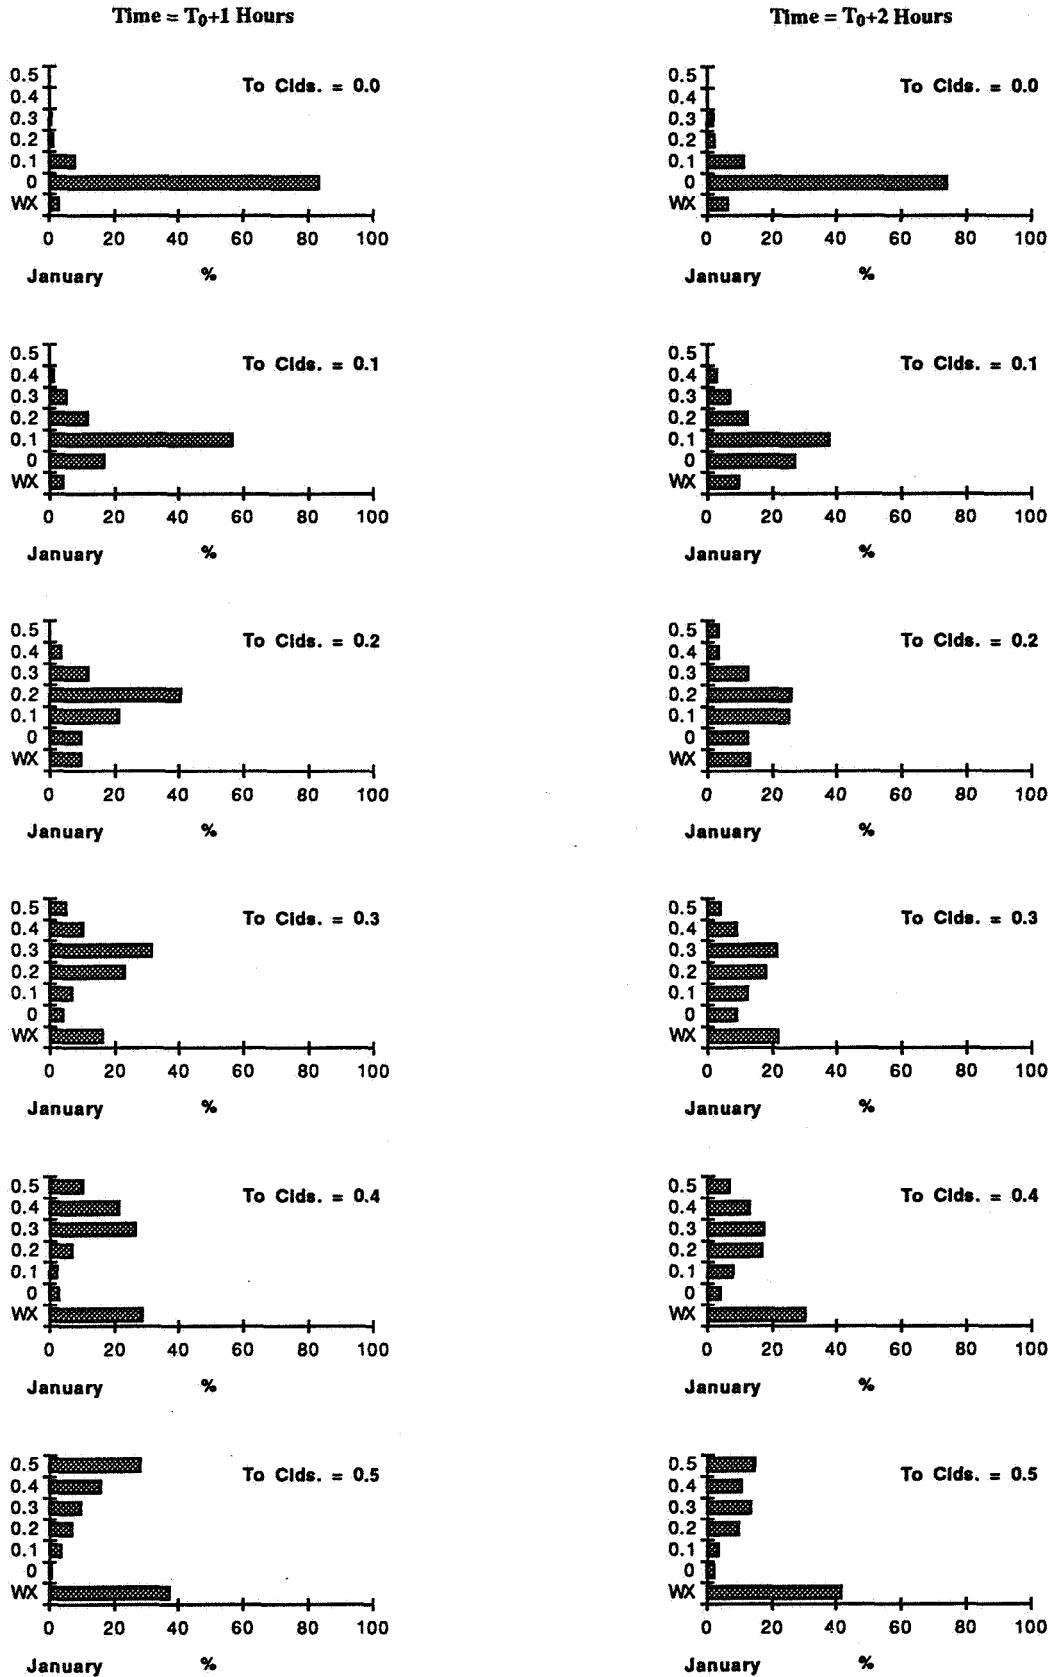 Time = T0+1 Hours
Time = T0+2 Hours
To Clds. = 0.0
0.5
0.4
0.3
0.2
0.1
0
WX
0 20 40 60 80 100
January %
To Clds. = 0.0
0.5
0.4
0.3
0.2
0.1
0
WX
0 20 40 60 80 100
January %
To Clds. = 0.1
0.5
0.4
0.3
0.2
0.1
0
WX
0 20 40 60 80 100
January %
To Clds. = 0.1
0.5
0.4
0.3
0.2
0.1
0
WX
0 20 40 60 80 100
January %
To Clds. = 0.2
0.5
0.4
0.3
0.2
0.1
0
WX
0 20 40 60 80 100
January %
To Clds. = 0.2
0.5
0.4
0.3
0.2
0.1
0
WX
0 20 40 60 80 100
January %
To Clds. = 0.3
0.5
0.4
0.3
0.2
0.1
0
WX
0 20 40 60 80 100
January %
To Clds. = 0.3
0.5
0.4
0.3
0.2
0.1
0
WX
0 20 40 60 80 100
January %
To Clds. = 0.4
0.5
0.4
0.3
0.2
0.1
0
WX
0 20 40 60 80 100
January %
To Clds. = 0.4
0.5
0.4
0.3
0.2
0.1
0
WX
0 20 40 60 80 100
January %
To Clds. = 0.5
0.5
0.4
0.3
0.2
0.1
0
WX
0 20 40 60 80 100
January %
To Clds. = 0.5
0.5
0.4
0.3
0.2
0.1
0
WX
0 20 40 60 80 100
January %